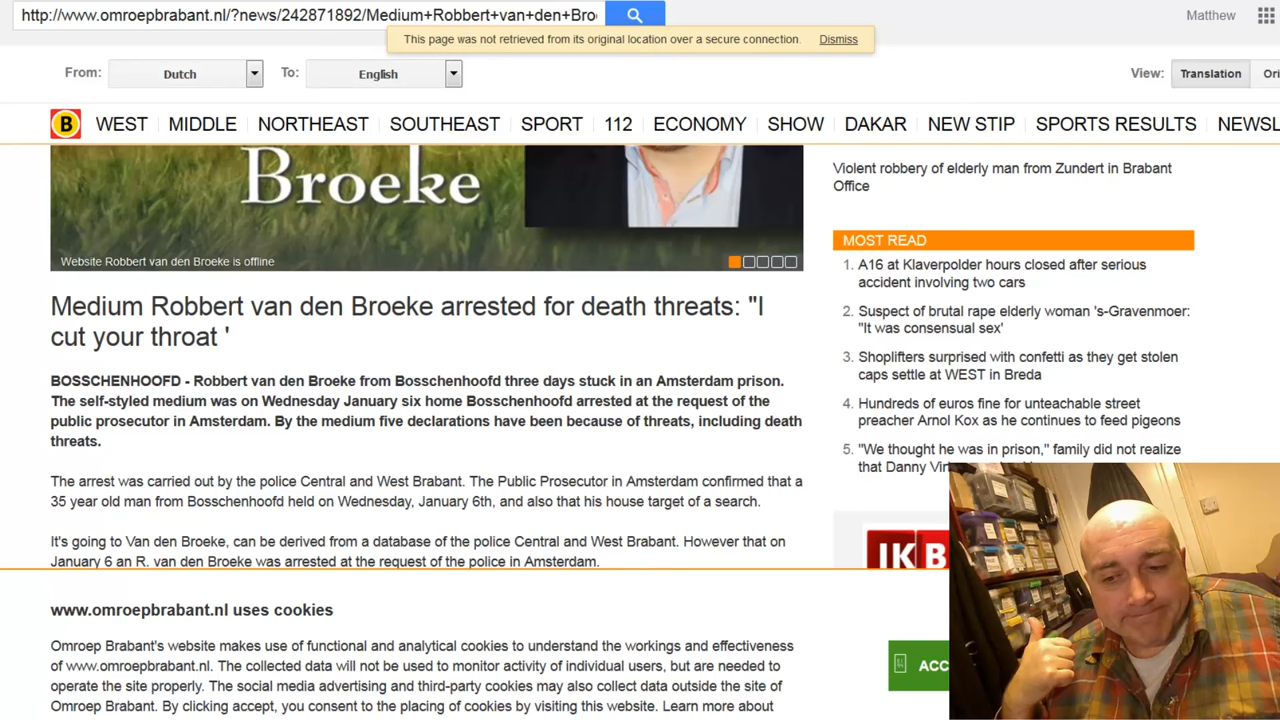 http://www.omroepbrabant.nl/?news/242871892/Medium+Robbert+van+den+Bro
Matthew
This page was not retrieved from its original location over a secure connection. Dismiss
From: Dutch To: English View: Translation Ori
B WEST MIDDLE NORTHEAST SOUTHEAST SPORT 112 ECONOMY SHOW DAKAR NEW STIP SPORTS RESULTS NEWSL
Broeke
Website Robbert van den Broeke is offline
Medium Robbert van den Broeke arrested for death threats: "I
cut your throat '
BOSSCHENHOOFD - Robbert van den Broeke from Bosschenhoofd three days stuck in an Amsterdam prison.
The self-styled medium was on Wednesday January six home Bosschenhoofd arrested at the request of the
public prosecutor in Amsterdam. By the medium five declarations have been because of threats, including death
threats.
The arrest was carried out by the police Central and West Brabant. The Public Prosecutor in Amsterdam confirmed that a
35 year old man from Bosschenhoofd held on Wednesday, January 6th, and also that his house target of a search.
It's going to Van den Broeke, can be derived from a database of the police Central and West Brabant. However that on
January 6 an R. van den Broeke was arrested at the request of the police in Amsterdam.
Violent robbery of elderly man from Zundert in Brabant
Office
MOST READ
1. A16 at Klaverpolder hours closed after serious
accident involving two cars
2. Suspect of brutal rape elderly woman 's-Gravenmoer:
"It was consensual sex'
3. Shoplifters surprised with confetti as they get stolen
caps settle at WEST in Breda
4. Hundreds of euros fine for unteachable street
preacher Arnol Kox as he continues to feed pigeons
5. "We thought he was in prison," family did not realize
that Danny
IKB
www.omroepbrabant.nl uses cookies
Omroep Brabant's website makes use of functional and analytical cookies to understand the workings and effectiveness
of www.omroepbrabant.nl. The collected data will not be used to monitor activity of individual users, but are needed to
operate the site properly. The social media advertising and third-party cookies may also collect data outside the site of
Omroep Brabant. By clicking accept, you consent to the placing of cookies by visiting this website. Learn more about
ACC